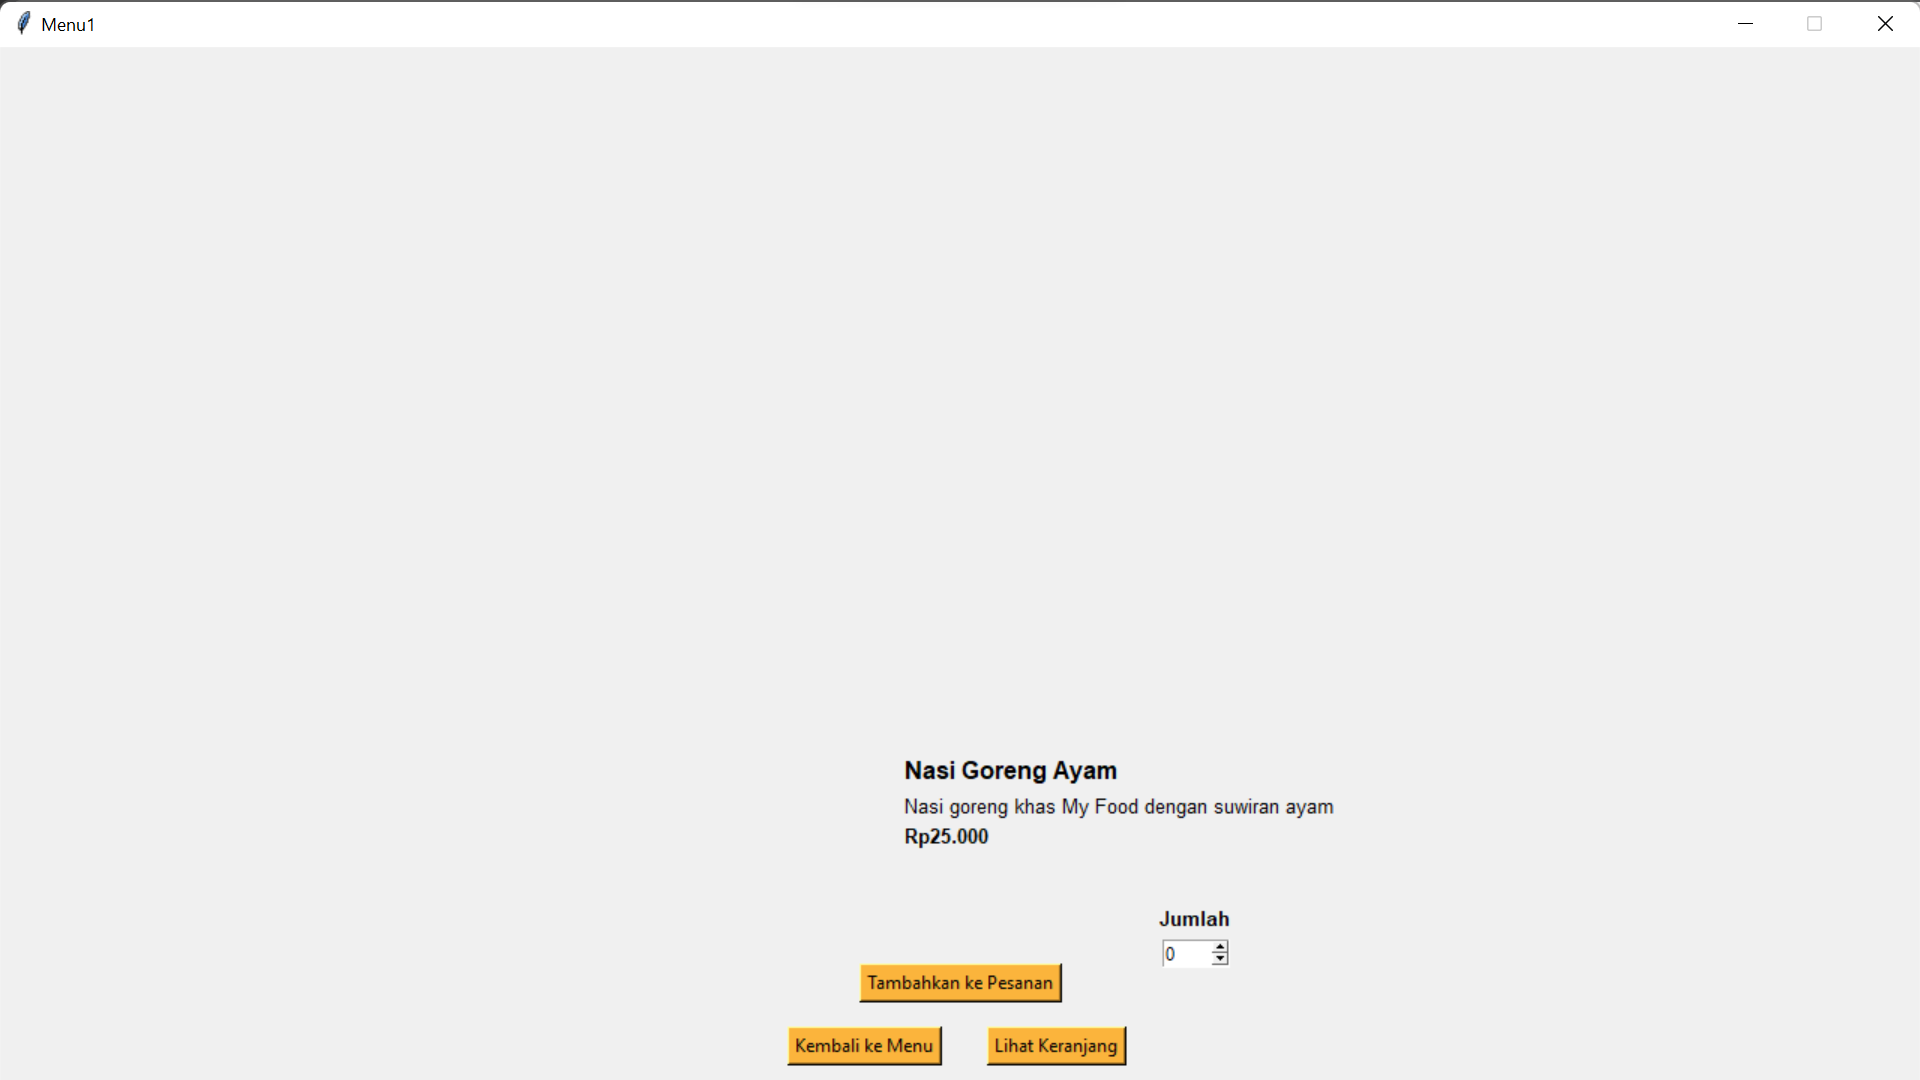 Menu1
Nasi Goreng Ayam
Nasi goreng khas My Food dengan suwiran ayam
Rp25.000
Jumlah
0
Tambahkan ke Pesanan
Kembali ke Menu
Lihat Keranjang